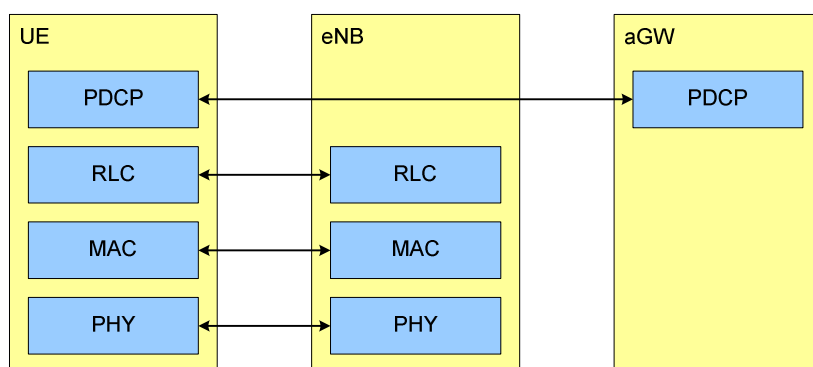 UE
eNB
aGW
PDCP
PDCP
RLC
RLC
MAC
MAC
PHY
PHY